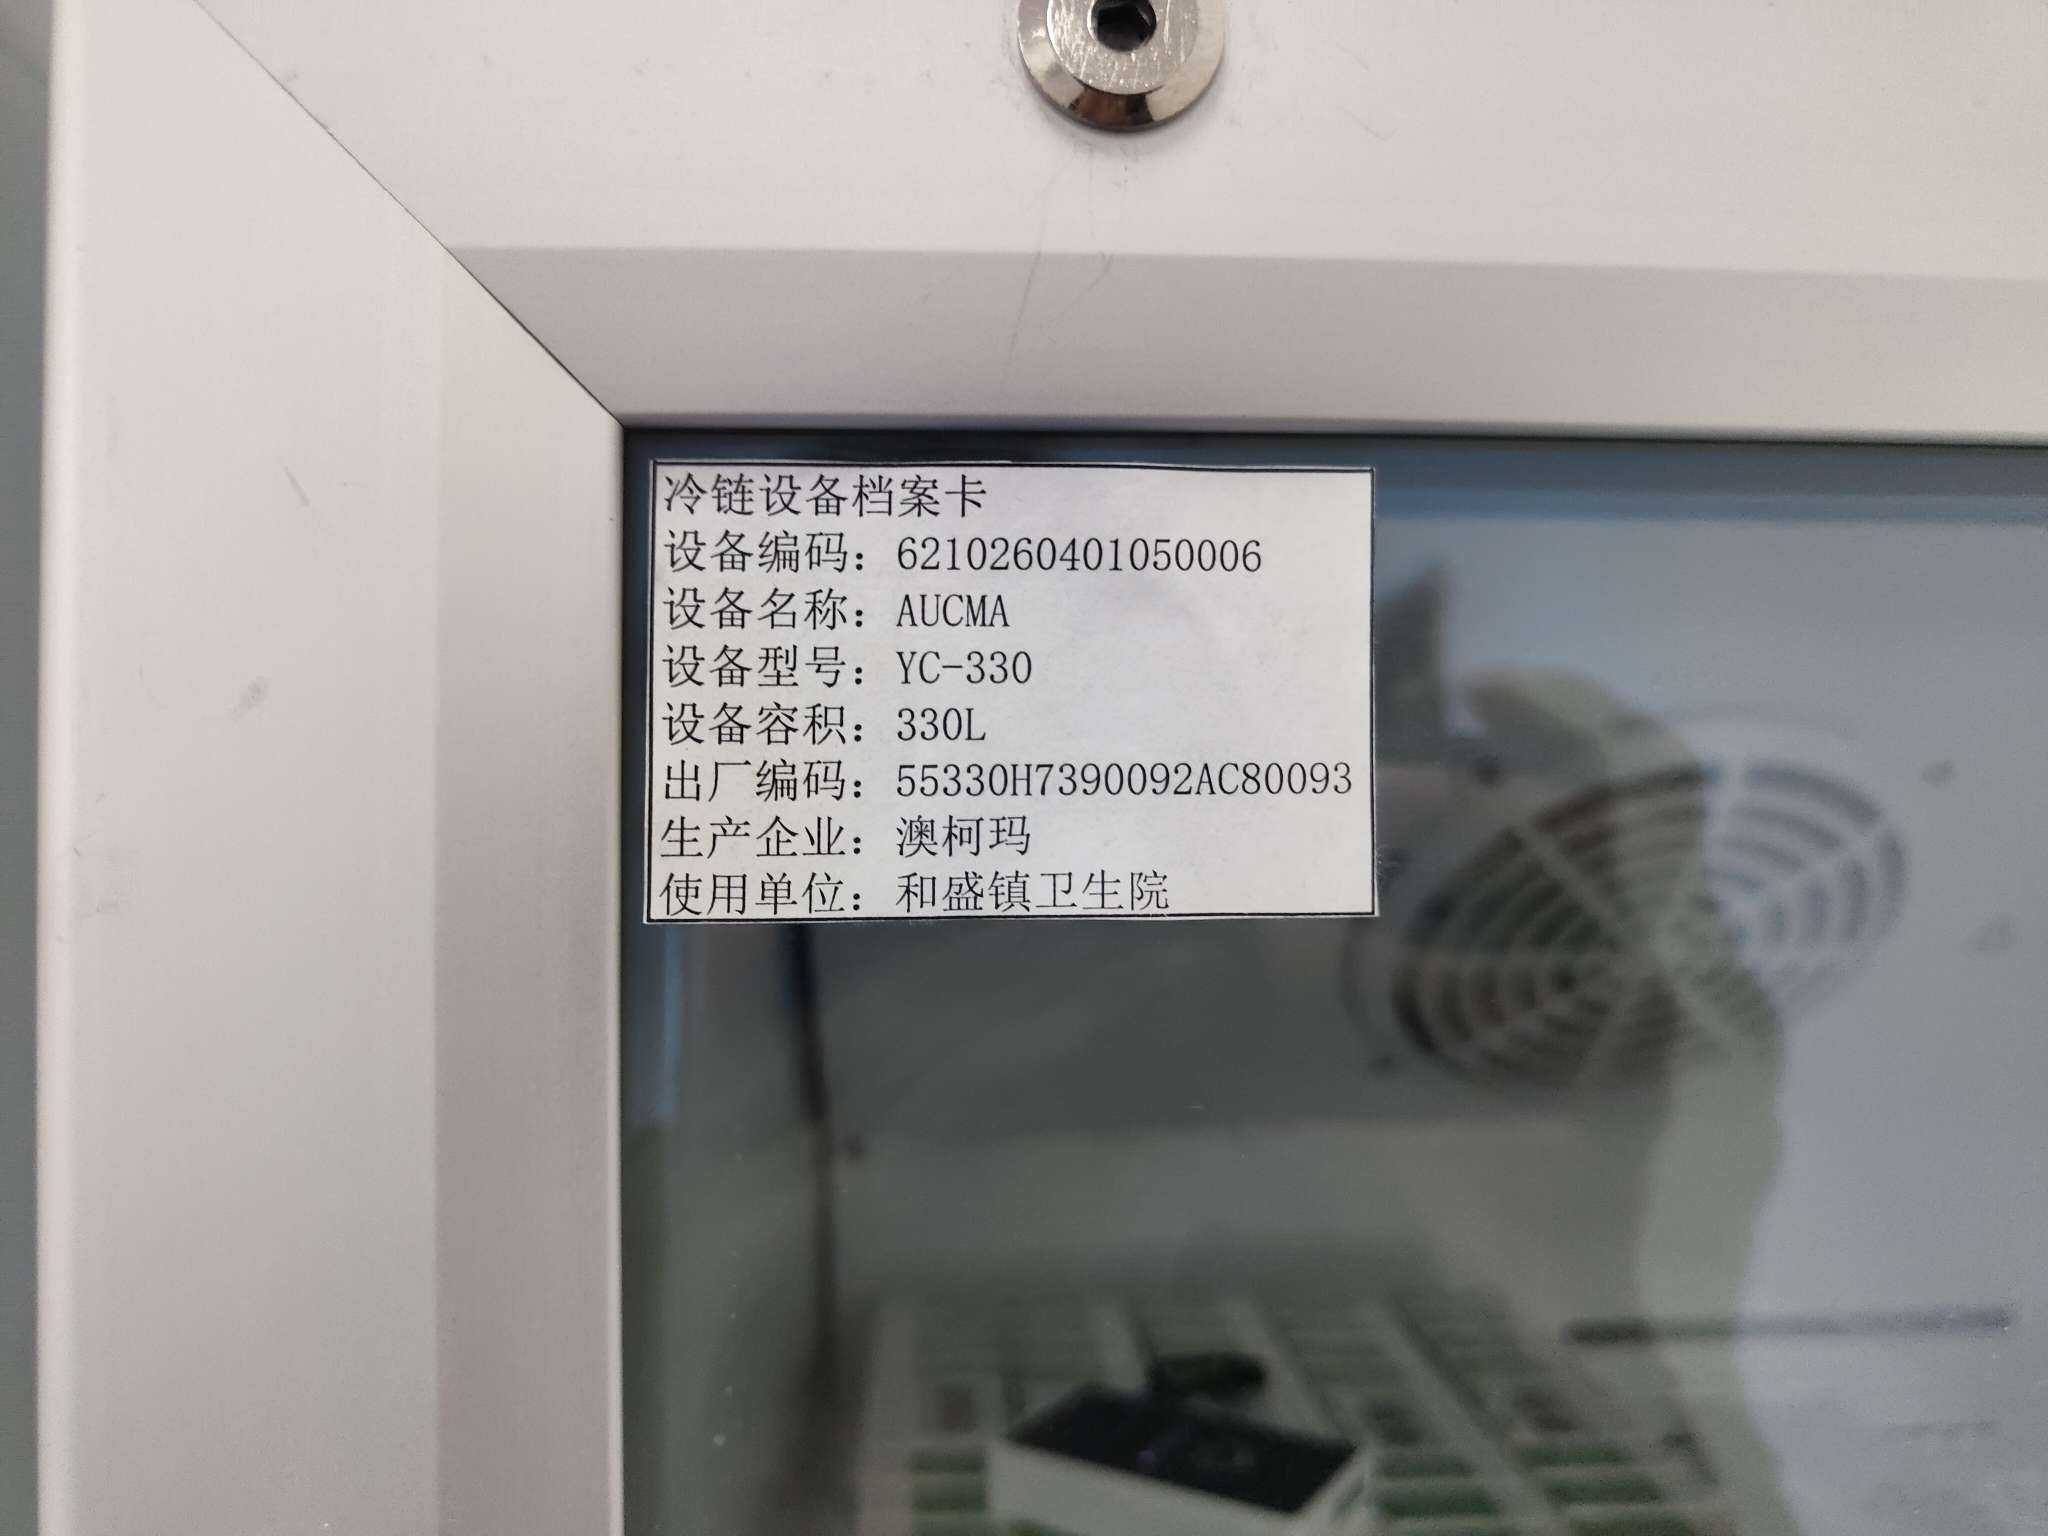 冷链设备档案卡
设备编码：6210260401050006
设备名称：AUCMA
设备型号：YC-330
设备容积：330L
出厂编码：55330H7390092AC80093
生产企业：澳柯玛
使用单位：和盛镇卫生院